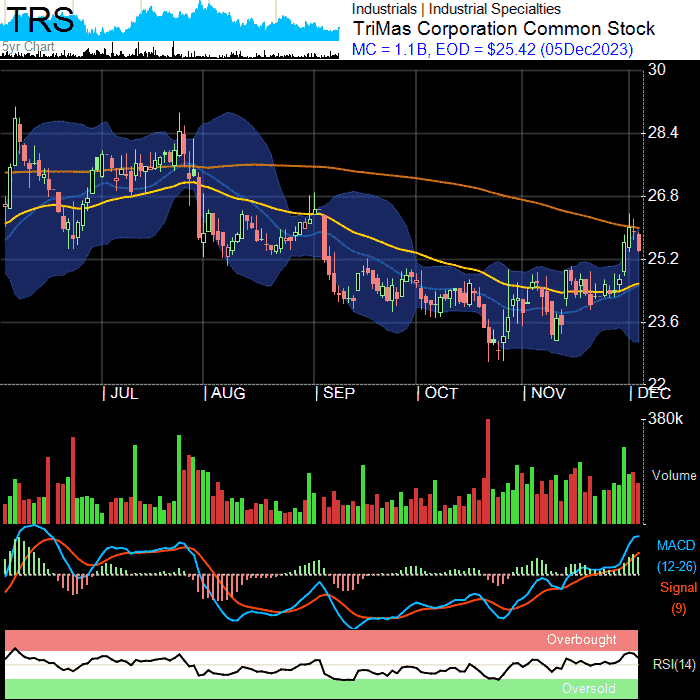 TRS
5yr Chart
Industrials | Industrial Specialties
TriMas Corporation Common Stock
MC = 1.1B, EOD = $25.42 (05Dec2023)
30
28.4
26.8
25.2
23.6
22
JUL AUG SEP OCT NOV DEC
380k
Volume
MACD
(12-26)
Signal
(9)
Overbought
RSI(14)
Oversold